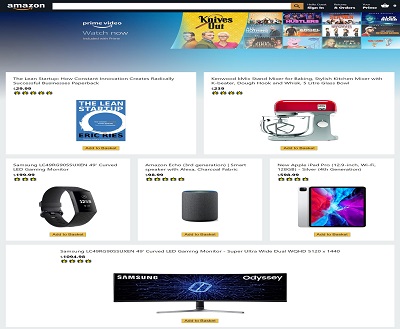 amazon
Hello Guest
Sign In
Returns
& Orders
Your
Prime
0
prime video
Watch now
Included with Prime
Knives
Out
HUSTLERS
The Lean Startup: How Constant Innovation Creates Radically
Successful Businesses Paperback
$29.99
THE LEAN
STARTUP
ERIC RIES
Add to Basket
Kenwood kMix Stand Mixer for Baking, Stylish Kitchen Mixer with
K-beater, Dough Hook and Whisk, 5 Litre Glass Bowl
$239
Add to Basket
Samsung LC49RG90SSUXEN 49' Curved
LED Gaming Monitor
$199.99
Add to Basket
Amazon Echo (3rd generation) | Smart
speaker with Alexa, Charcoal Fabric
$98.99
Add to Basket
New Apple iPad Pro (12.9-inch, Wi-Fi,
128GB) - Silver (4th Generation)
$598.99
Add to Basket
Samsung LC49RG90SSUXEN 49' Curved LED Gaming Monitor - Super Ultra Wide Dual WQHD 5120 x 1440
$1094.98
SAMSUNG
Odyssey
Add to Basket